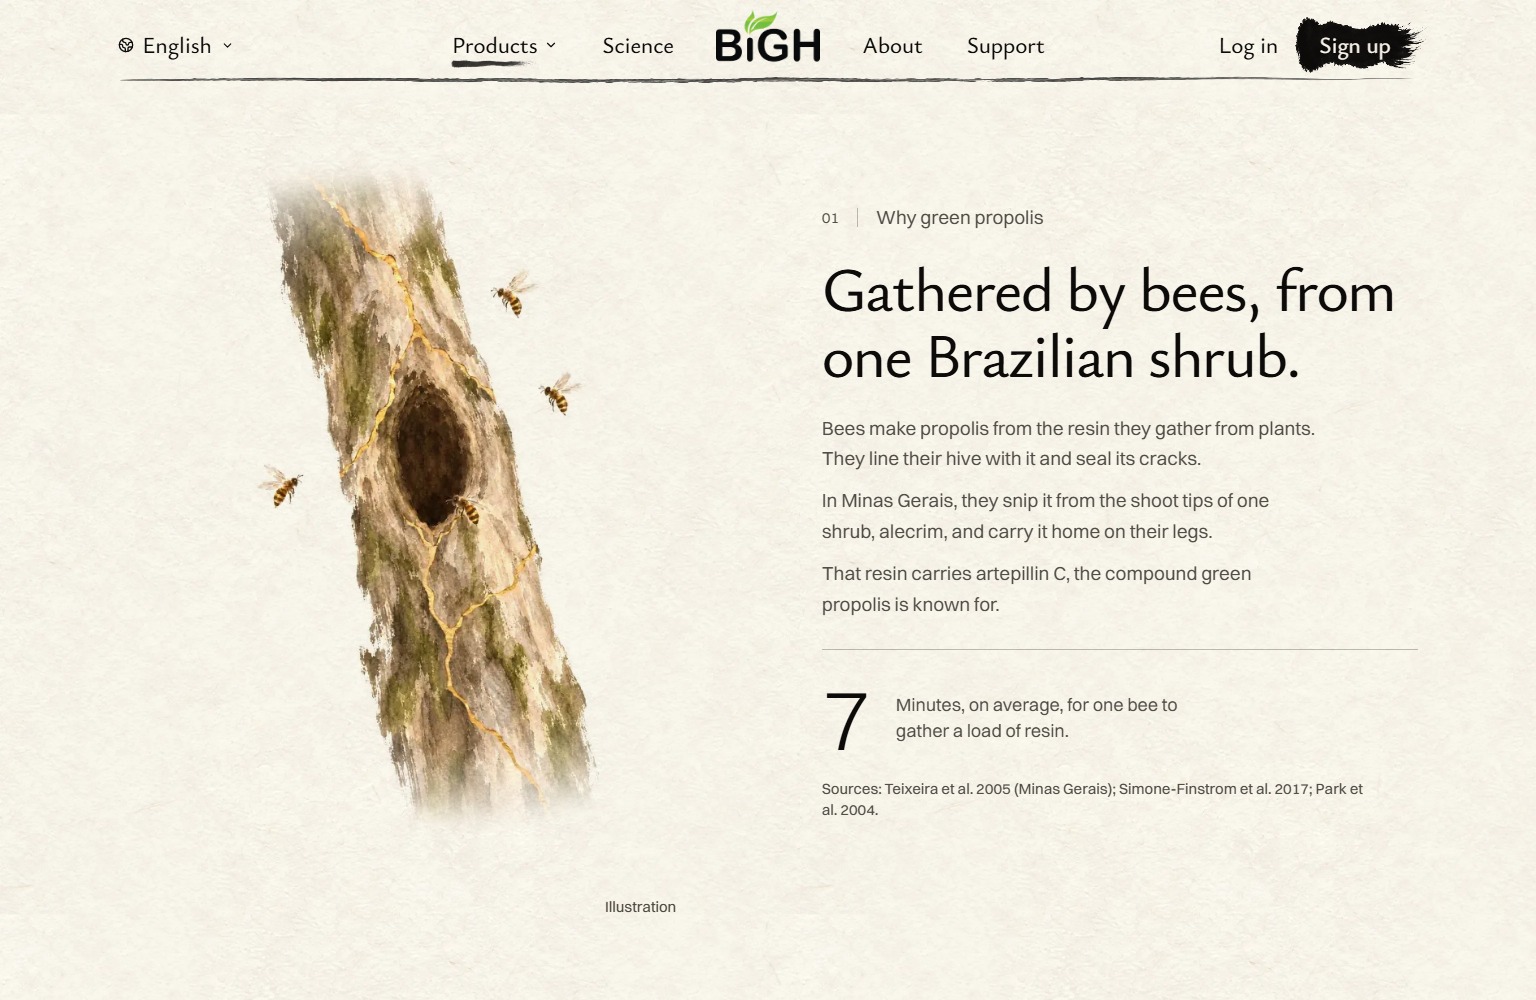 English
Products
Science
BiGH
About
Support
Log in
Sign up
01
Why green propolis
Gathered by bees, from
one Brazilian shrub.
Bees make propolis from the resin they gather from plants.
They line their hive with it and seal its cracks.
In Minas Gerais, they snip it from the shoot tips of one
shrub, alecrim, and carry it home on their legs.
That resin carries artepillin C, the compound green
propolis is known for.
7
Minutes, on average, for one bee to
gather a load of resin.
Sources: Teixeira et al. 2005 (Minas Gerais); Simone-Finstrom et al. 2017; Park et
al. 2004.
Illustration